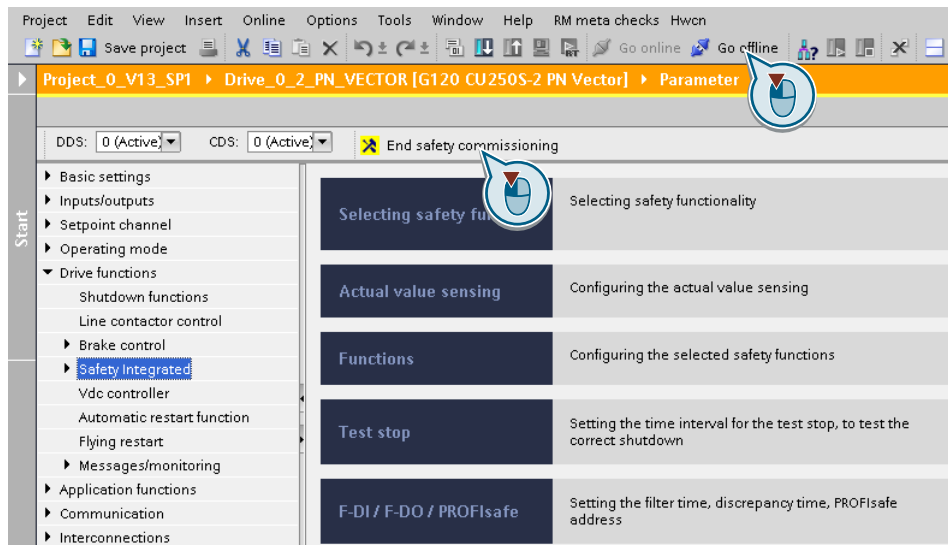 Project Edit View Insert Online Options Tools Window Help RM meta checks Hwcn
Save project Go online Go offline
Project_0_V13_SP1 Drive_0_2_PN_VECTOR [G120 CU250S-2 PN Vector] Parameter
DDS: 0 (Active) CDS: 0 (Active) End safety commissioning
Start
Basic settings
Inputs/outputs
Setpoint channel
Operating mode
Drive functions
Shutdown functions
Line contactor control
Brake control
Safety Integrated
Vdc controller
Automatic restart function
Flying restart
Messages/monitoring
Application functions
Communication
Interconnections
Selecting safety fu
Selecting safety functionality
Actual value sensing
Configuring the actual value sensing
Functions
Configuring the selected safety functions
Test stop
Setting the time interval for the test stop, to test the
correct shutdown
F-DI / F-DO / PROFIsafe
Setting the filter time, discrepancy time, PROFIsafe
address